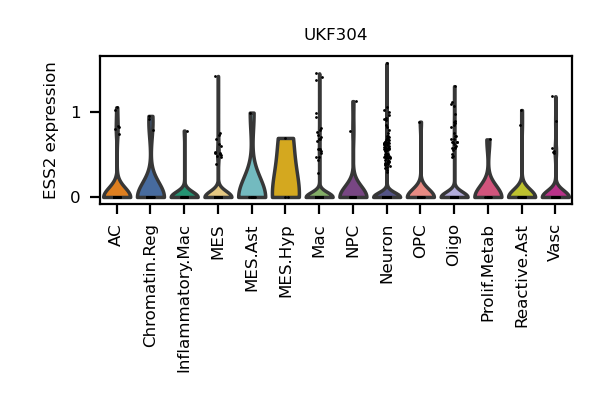 UKF304
ESS2 expression
1
0
AC
Chromatin.Reg
Inflammatory.Mac
MES
MES.Ast
MES.Hyp
Mac
NPC
Neuron
OPC
Oligo
Prolif.Metab
Reactive.Ast
Vasc